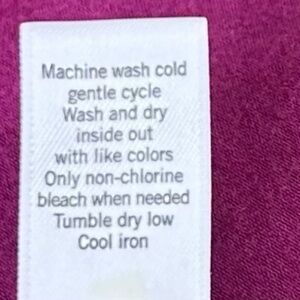 Machine wash cold
gentle cycle
Wash and dry
inside out
with like colors
Only non-chlorine
bleach when needed
Tumble dry low
Cool iron